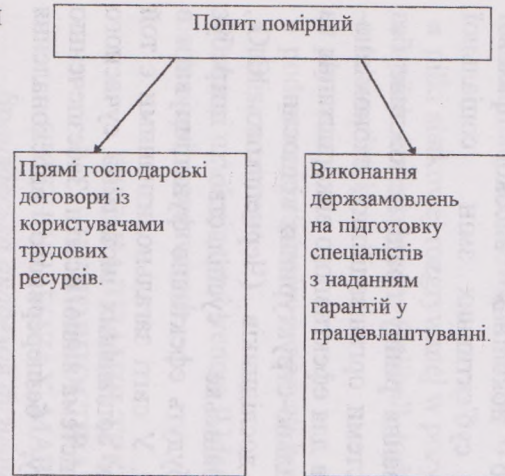 Попит помірний
Прямі господарські
договори із
користувачами
трудових
ресурсів.
Виконання
держзамовлень
на підготовку
спеціалістів
з наданням
гарантій у
працевлаштуванні.